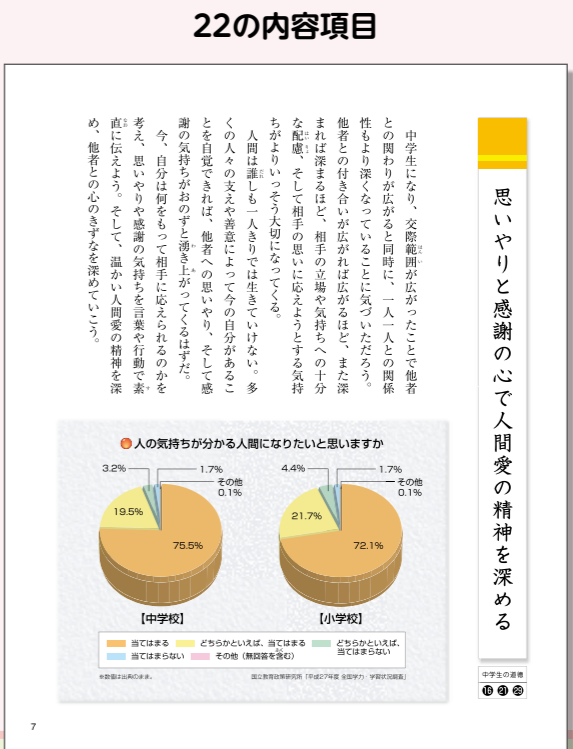 22の内容項目
思いやりと感謝の心で人間愛の精神を深める
中学生の道徳
16 21 29
中学生になり、交際範囲が広がったことで他者
との関わりが広がると同時に、一人一人との関係
性もより深くなっていることに気づいただろう。
他者との付き合いが広がれば広がるほど、また深
まれば深まるほど、相手の立場や気持ちへの十分
な配慮、そして相手の思いに応えようとする気持
ちがよりいっそう大切になってくる。
人間は誰しも一人きりでは生きていけない。多
くの人々の支えや善意によって今の自分があるこ
とを自覚できれば、他者への思いやり、そして感
謝の気持ちがおのずと湧き上がってくるはずだ。
今、自分は何をもって相手に応えられるのかを
考え、思いやりや感謝の気持ちを言葉や行動で素
直に伝えよう。そして、温かい人間愛の精神を深
め、他者との心のきずなを深めていこう。
人の気持ちが分かる人間になりたいと思いますか
3.2%
1.7%
その他
0.1%
19.5%
75.5%
【中学校】
4.4%
1.7%
その他
0.1%
21.7%
72.1%
【小学校】
当てはまる
どちらかといえば、当てはまる
どちらかといえば、
当てはまらない
当てはまらない
その他（無回答を含む）
※数値は出典のまま。
国立教育政策研究所「平成27年度 全国学力・学習状況調査」
7